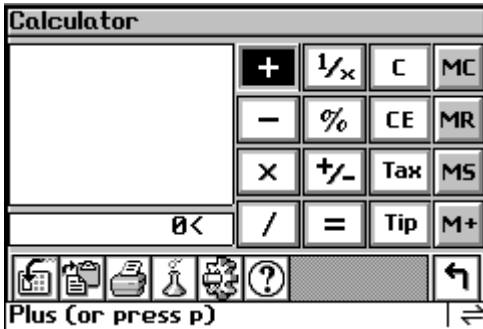 Calculator
+ 1/x C MC
− % CE MR
× +/- Tax MS
0< / = Tip M+
?
Plus (or press p)